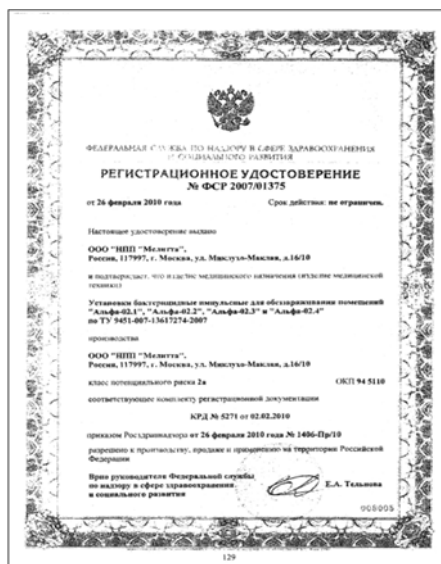 ФЕДЕРАЛЬНАЯ СЛУЖБА ПО НАДЗОРУ В СФЕРЕ ЗДРАВООХРАНЕНИЯ
И СОЦИАЛЬНОГО РАЗВИТИЯ
РЕГИСТРАЦИОННОЕ УДОСТОВЕРЕНИЕ
№ ФСР 2007/01375
от 26 февраля 2010 года Срок действия: не ограничен.
Настоящее удостоверение выдано
ООО "НПП "Мелитта",
Россия, 117997, г. Москва, ул. Миклухо-Маклая, д.16/10
и подтверждает, что изделие медицинского назначения (изделие медицинской
техники)
Установки бактерицидные импульсные для обеззараживания помещений
"Альфа-02.1", "Альфа-02.2", "Альфа-02.3" и "Альфа-02.4"
по ТУ 9451-007-13617274-2007
производства
ООО "НПП "Мелитта",
Россия, 117997, г. Москва, ул. Миклухо-Маклая, д.16/10
класс потенциального риска 2а ОКП 94 5110
соответствующее комплекту регистрационной документации
КРД № 5271 от 02.02.2010
приказом Росздравнадзора от 26 февраля 2010 года № 1406-Пр/10
разрешено к производству, продаже и применению на территории Российской
Федерации
Врио руководителя Федеральной службы
по надзору в сфере здравоохранения
и социального развития
Е.А. Тельнова
005005
129